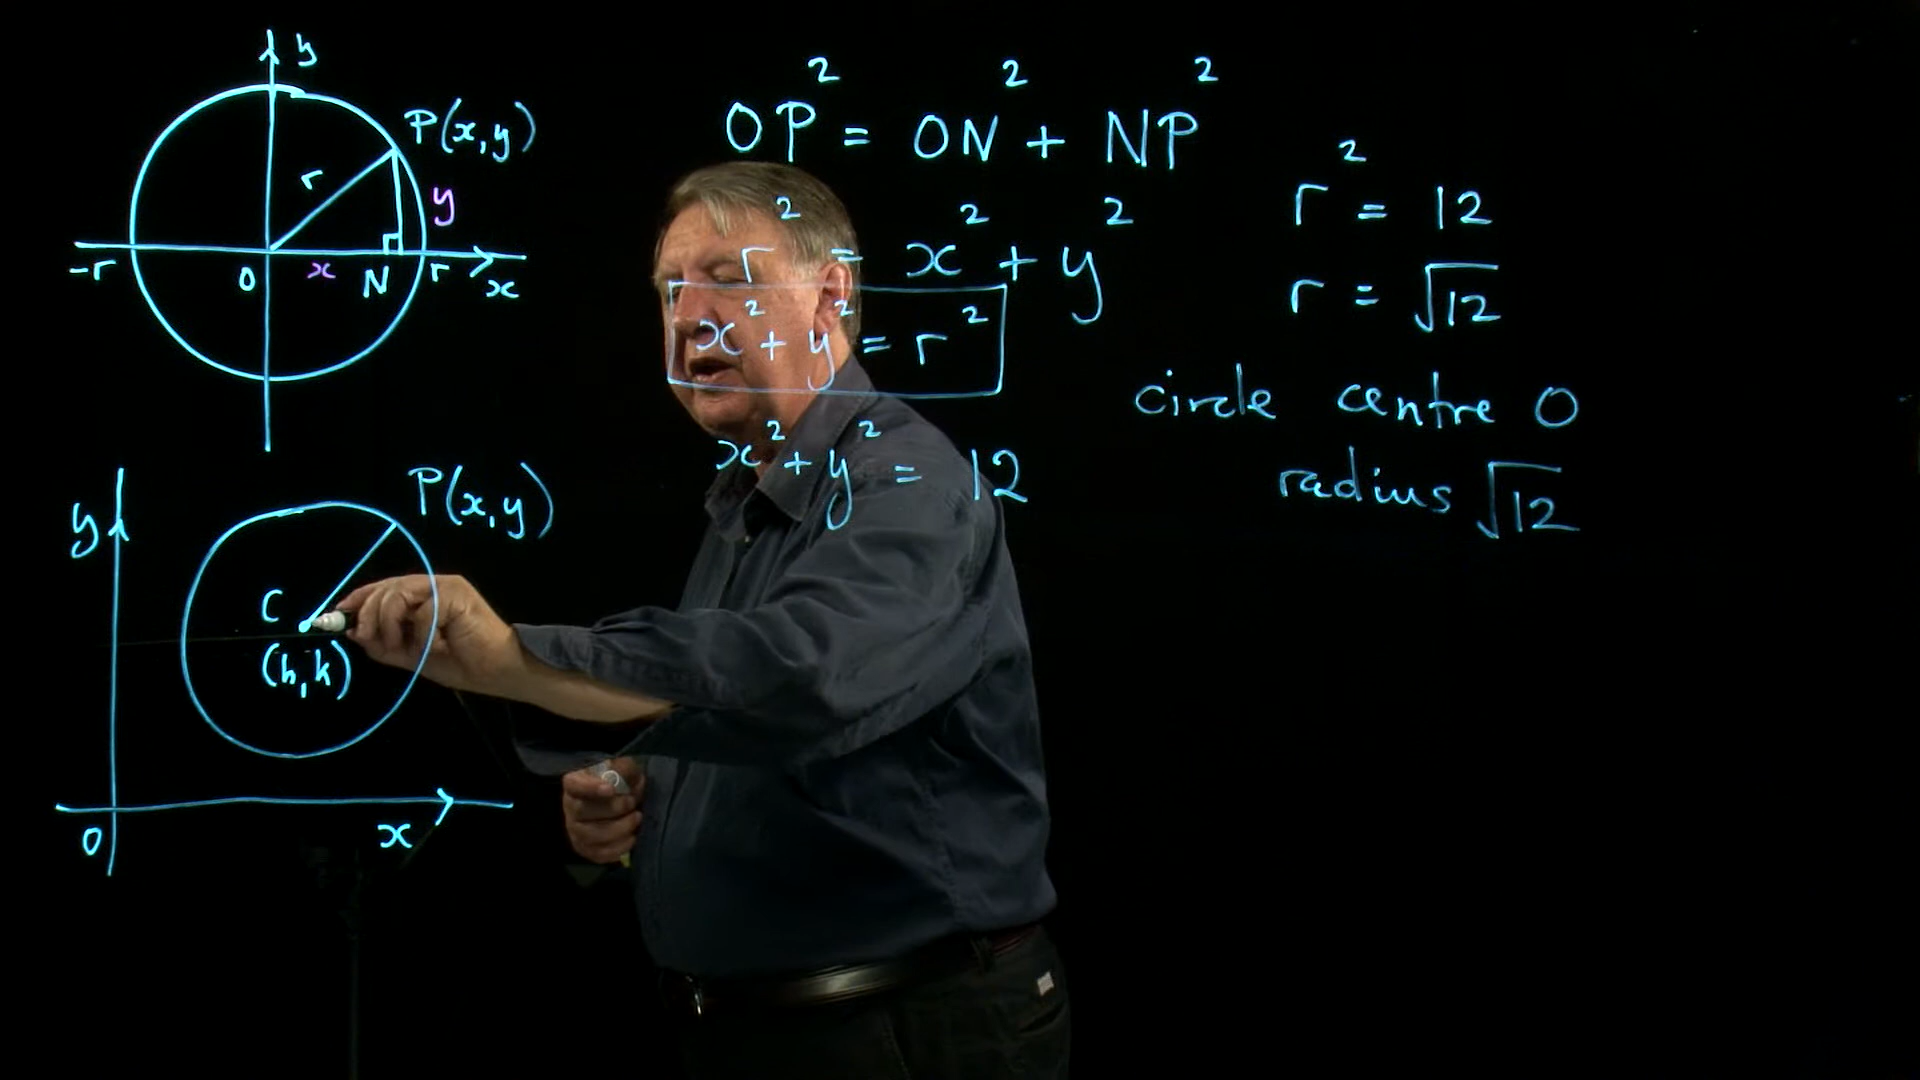 y
P(x,y)
r
y
-r
O
x
N
r
x
OP² = ON² + NP²
r² = x² + y²
x² + y² = r²
x² + y² = 12
r² = 12
r = √12
circle centre O
radius √12
y
P(x,y)
C
(h,k)
O
x